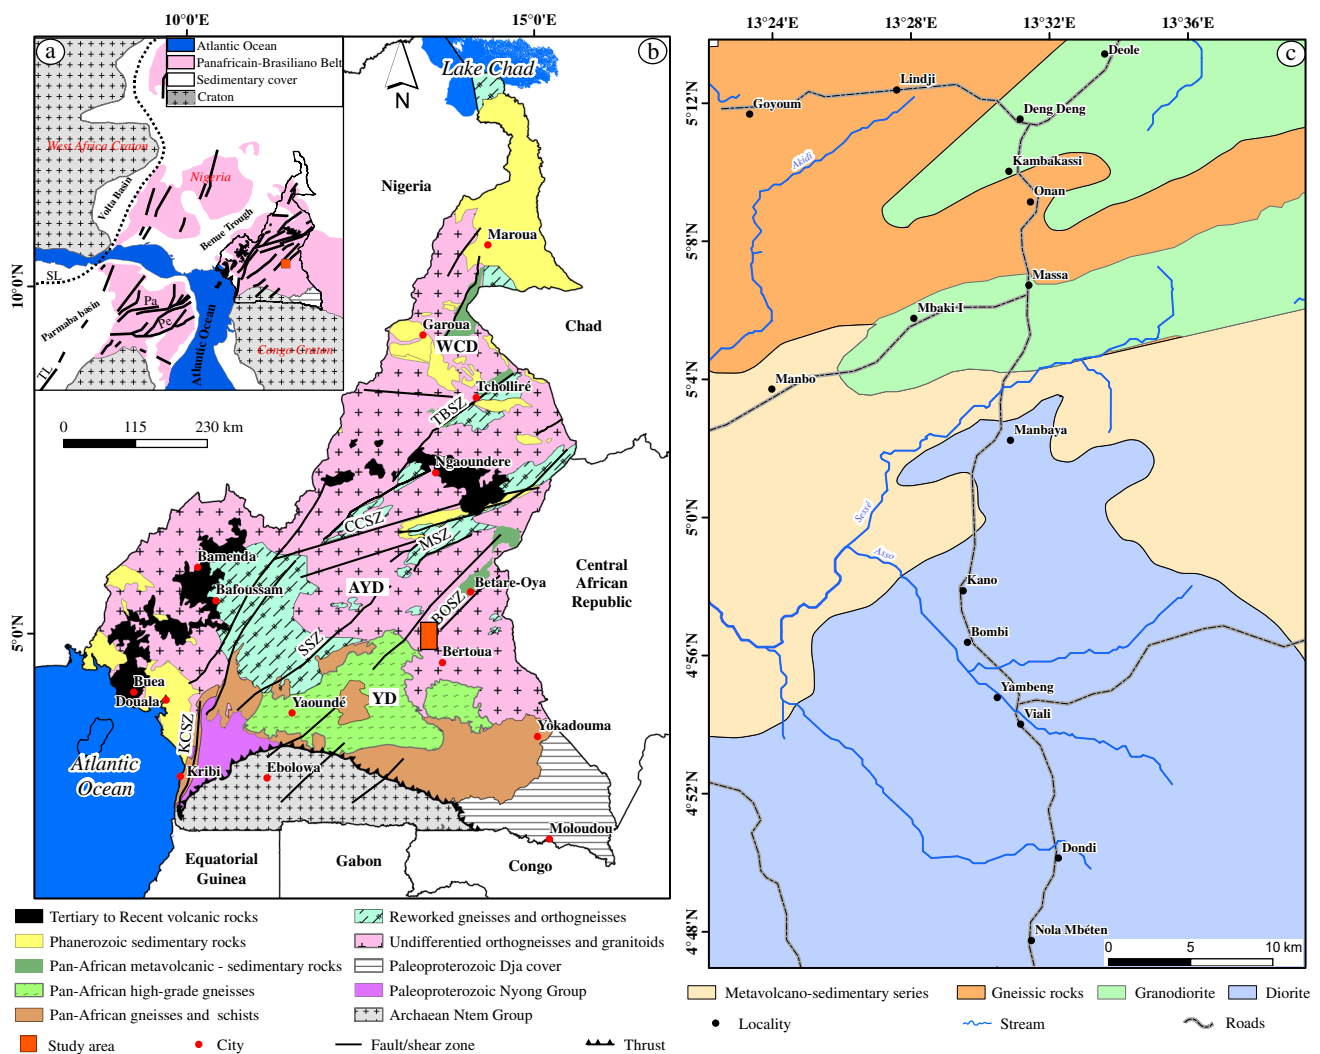 10°0'E
15°0'E
13°24'E
13°28'E
13°32'E
13°36'E
a
Atlantic Ocean
Panafricain-Brasiliano Belt
Sedimentary cover
Craton
West Africa Craton
Nigeria
Volta Basin
Benue Trough
SL
Parmaba basin
Pa
Pe
TL
Atlantic Ocean
Congo Craton
b
Lake Chad
N
Nigeria
Maroua
Chad
Garoua
WCD
Tcholliré
TBSZ
0 115 230 km
Ngaoundere
CCSZ
MSZ
Bamenda
Bafoussam
AYD
Betare-Oya
BOSZ
Central
African
Republic
SSZ
Bertoua
Buea
Douala
YD
Yaoundé
KCSZ
Yokadouma
Atlantic
Ocean
Kribi
Ebolowa
Moloudou
Equatorial
Guinea
Gabon
Congo
10°0'N
5°0'N
c
Deole
Lindji
Goyoum
Deng Deng
Akidi
Kambakassi
Onan
Massa
Mbaki I
Manbo
Manbaya
Sessé
Asso
Kano
Bombi
Yambeng
Viali
Dondi
Nola Mbéten
0 5 10 km
5°12'N
5°8'N
5°4'N
5°0'N
4°56'N
4°52'N
4°48'N
Tertiary to Recent volcanic rocks
Phanerozoic sedimentary rocks
Pan-African metavolcanic - sedimentary rocks
Pan-African high-grade gneisses
Pan-African gneisses and schists
Reworked gneisses and orthogneisses
Undifferentied orthogneisses and granitoids
Paleoproterozoic Dja cover
Paleoproterozoic Nyong Group
Archaean Ntem Group
Study area
City
Fault/shear zone
Thrust
Metavolcano-sedimentary series
Gneissic rocks
Granodiorite
Diorite
Locality
Stream
Roads